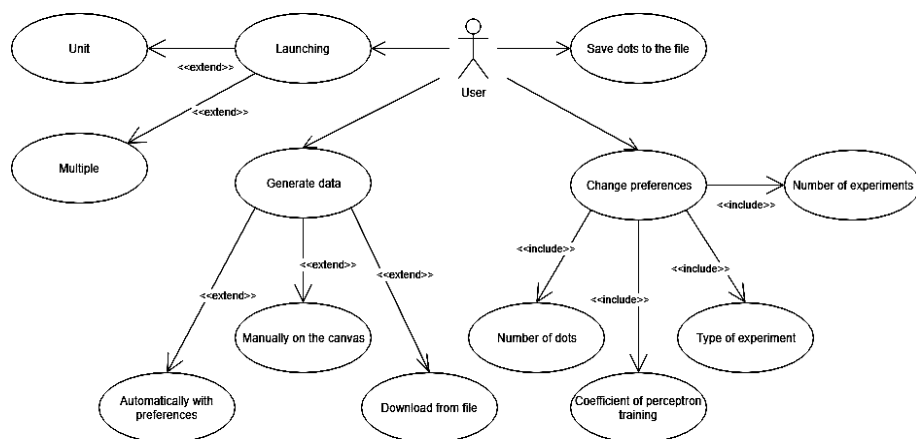 Unit
Launching
Save dots to the file
<<extend>>
User
<<extend>>
Multiple
Generate data
Change preferences
Number of experiments
<<include>>
<<include>>
<<extend>>
<<include>>
<<extend>>
<<extend>>
<<include>>
Manually on the canvas
Number of dots
Type of experiment
Automatically with
preferences
Download from file
Coefficient of perceptron
training